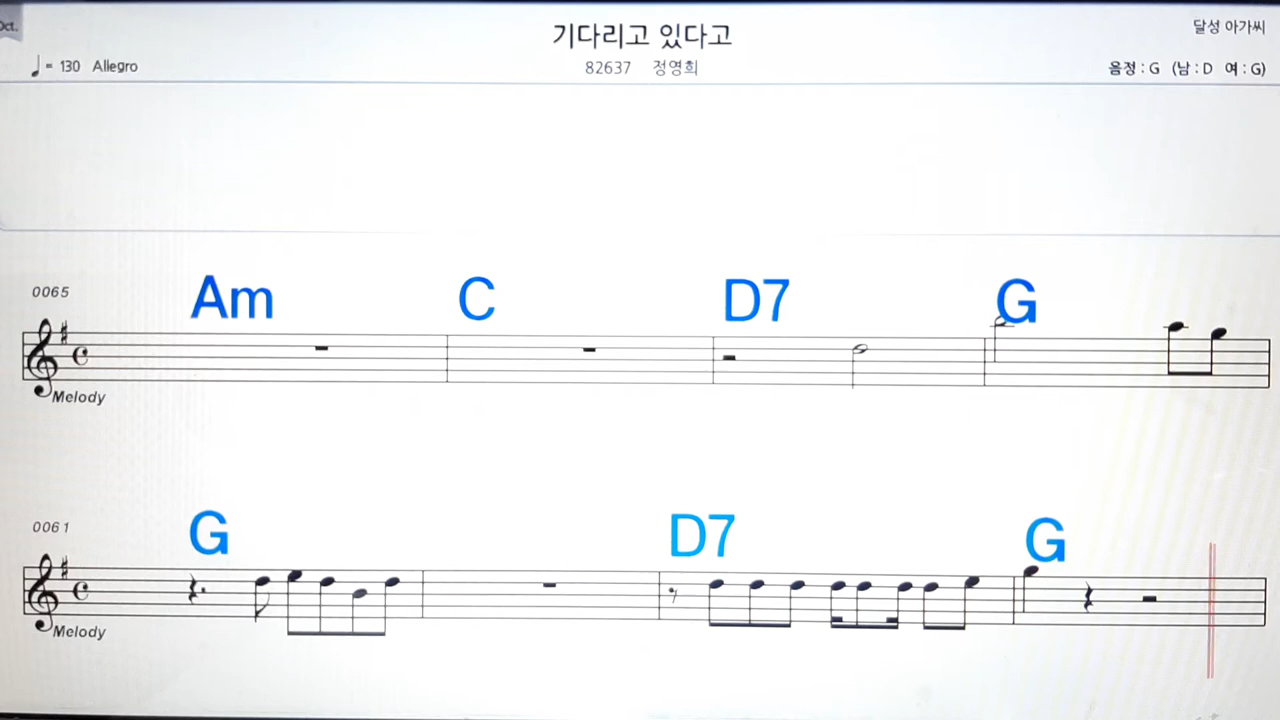 Oct.
기다리고 있다고
달성 아가씨
♩ = 130 Allegro
82637 정영희
음정 : G (남 : D 여 : G)
0065
Am C D7 G
Melody
0061
G D7 G
Melody